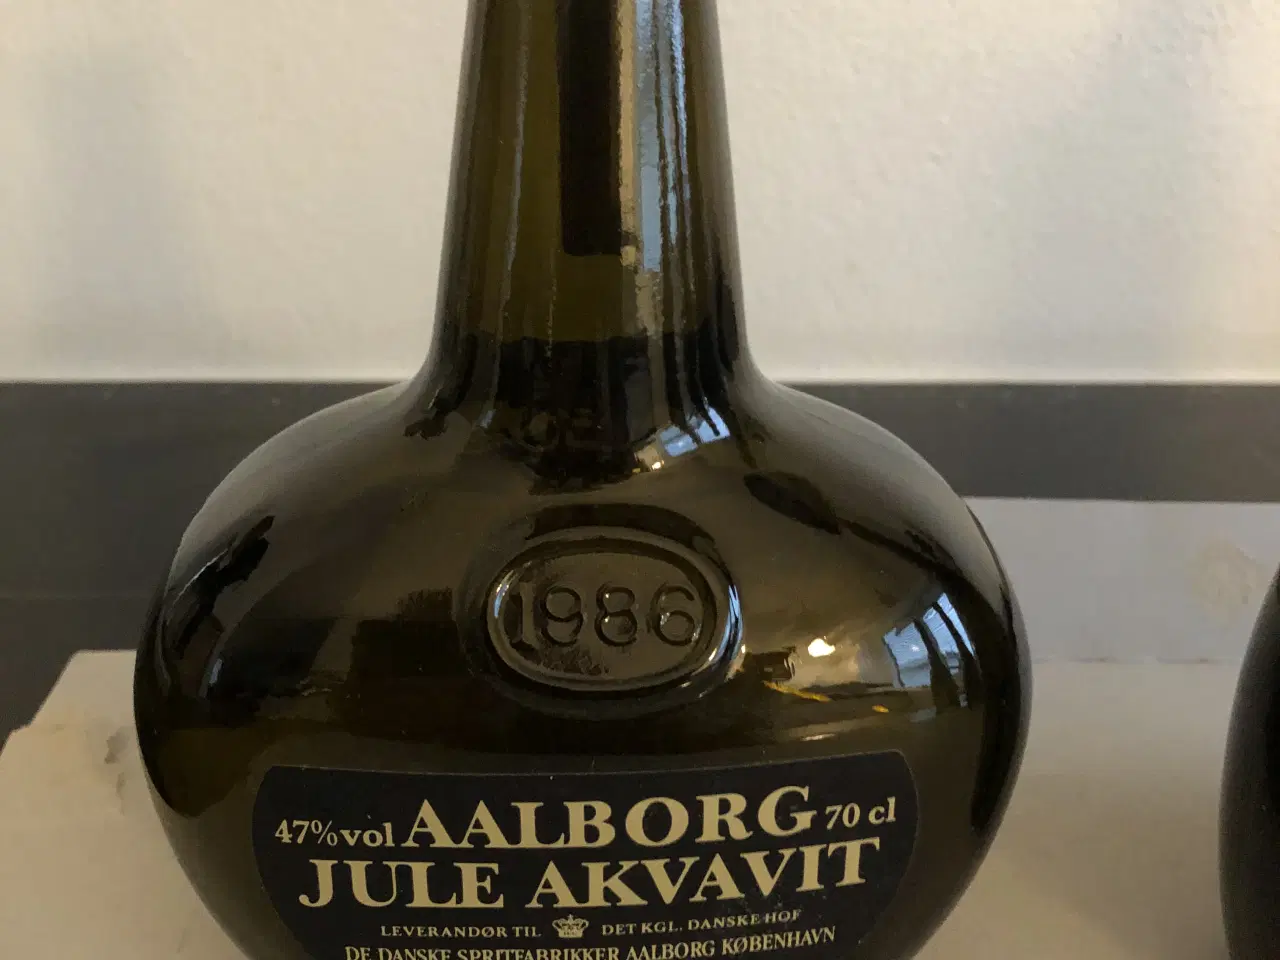 1986
47%vol AALBORG 70 cl
JULE AKVAVIT
LEVERANDØR TIL DET KGL. DANSKE HOF
DE DANSKE SPRITFABRIKKER AALBORG KØBENHAVN